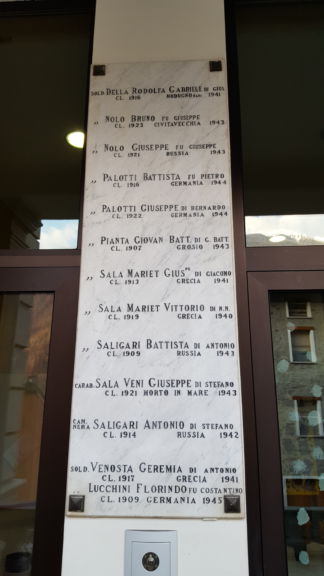 SOLD. DELLA RODOLFA GABRIELE DI GIUS.
CL. 1916 1941
„ NOLO BRUNO FU GIUSEPPE
CL. 1923 CIVITAVECCHIA 1943
„ NOLO GIUSEPPE FU GIUSEPPE
CL. 1921 RUSSIA 1943
„ PALOTTI BATTISTA FU PIETRO
CL. 1916 GERMANIA 1944
„ PALOTTI GIUSEPPE DI BERNARDO
CL. 1922 GERMANIA 1944
„ PIANTA GIOVAN BATT. DI G. BATT.
CL. 1907 GROSIO 1943
„ SALA MARIET GIUS.PE DI GIACOMO
CL. 1913 GRECIA 1941
„ SALA MARIET VITTORIO DI N.N.
CL. 1919 GRECIA 1940
„ SALIGARI BATTISTA DI ANTONIO
CL. 1909 RUSSIA 1943
CARAB. SALA VENI GIUSEPPE DI STEFANO
CL. 1921 MORTO IN MARE 1943
CAM. NERA SALIGARI ANTONIO DI STEFANO
CL. 1914 RUSSIA 1942
SOLD. VENOSTA GEREMIA DI ANTONIO
CL. 1917 GRECIA 1941
„ LUCCHINI FLORINDO FU COSTANTINO
CL. 1909 GERMANIA 1945